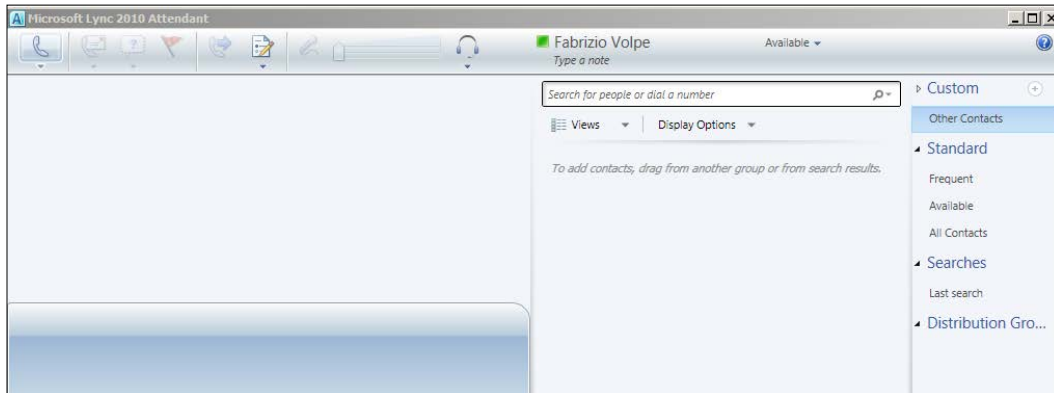 Microsoft Lync 2010 Attendant
Fabrizio Volpe
Available
Type a note
Search for people or dial a number
Views
Display Options
To add contacts, drag from another group or from search results.
Custom
Other Contacts
Standard
Frequent
Available
All Contacts
Searches
Last search
Distribution Gro...